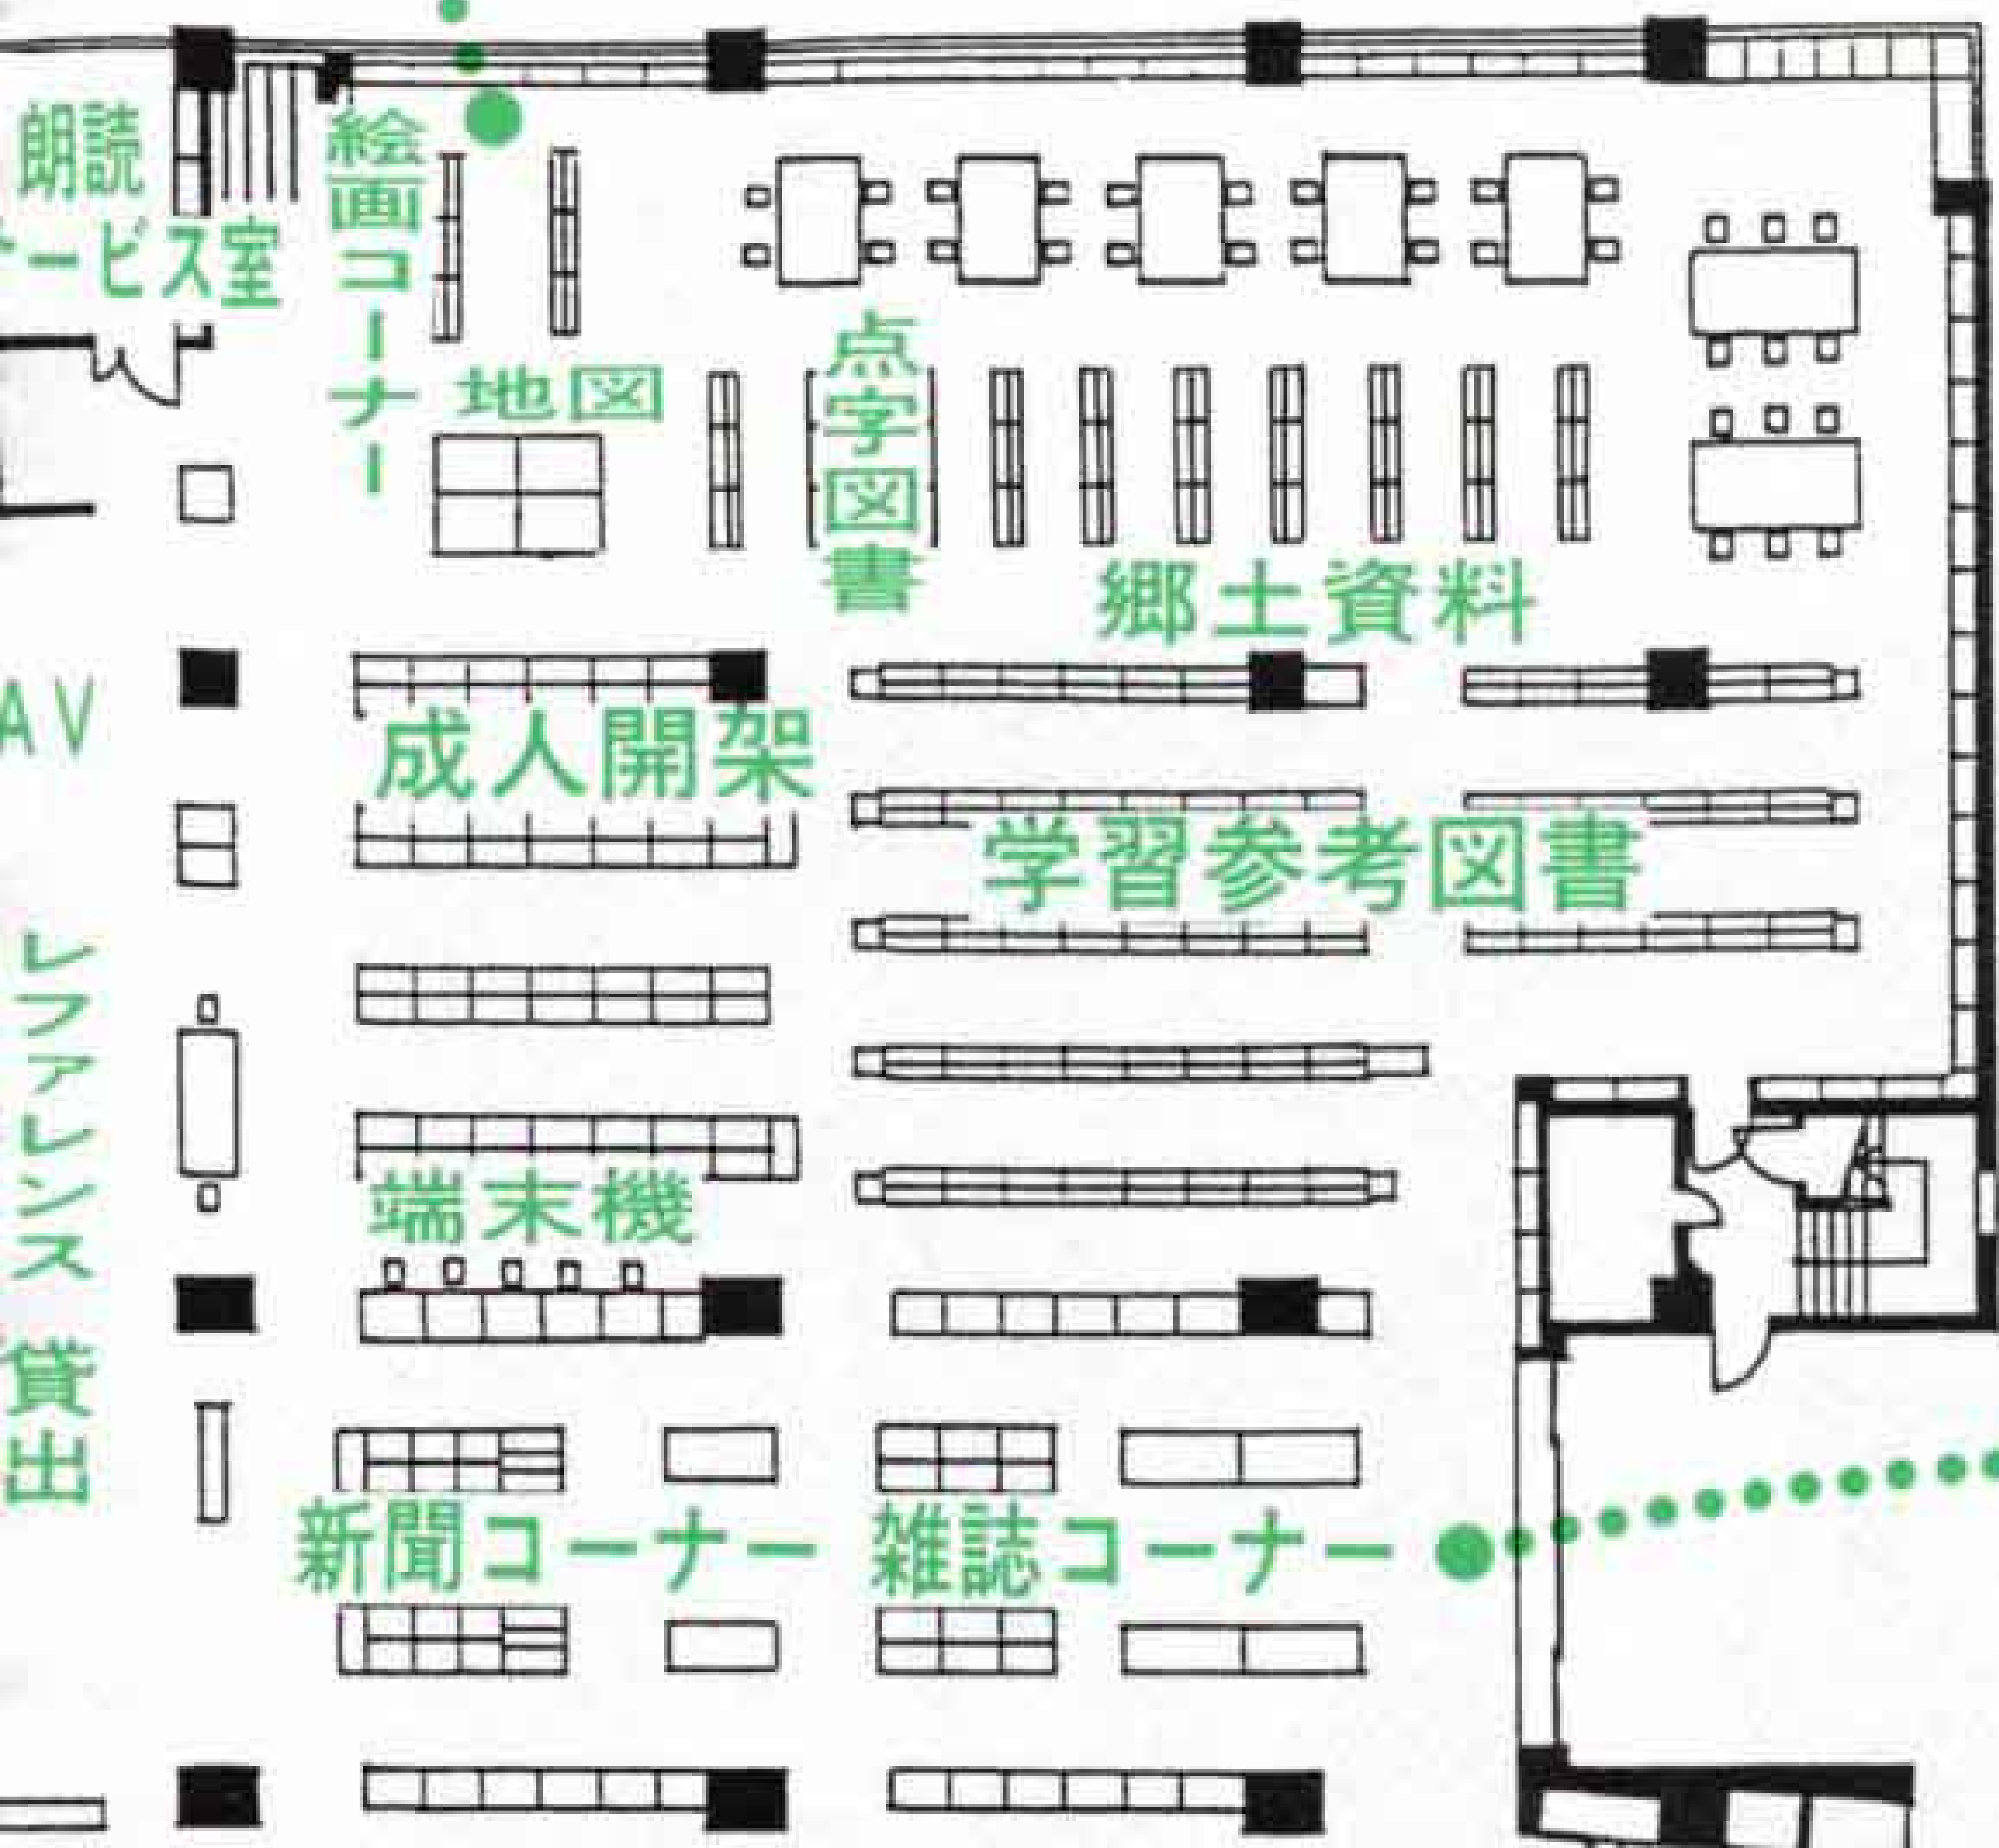 朗読
ービス室
絵画コーナー
地図
点字図書
郷土資料
AV
成人開架
学習参考図書
レファレンス
端末機
貸出
新聞コーナー
雑誌コーナー